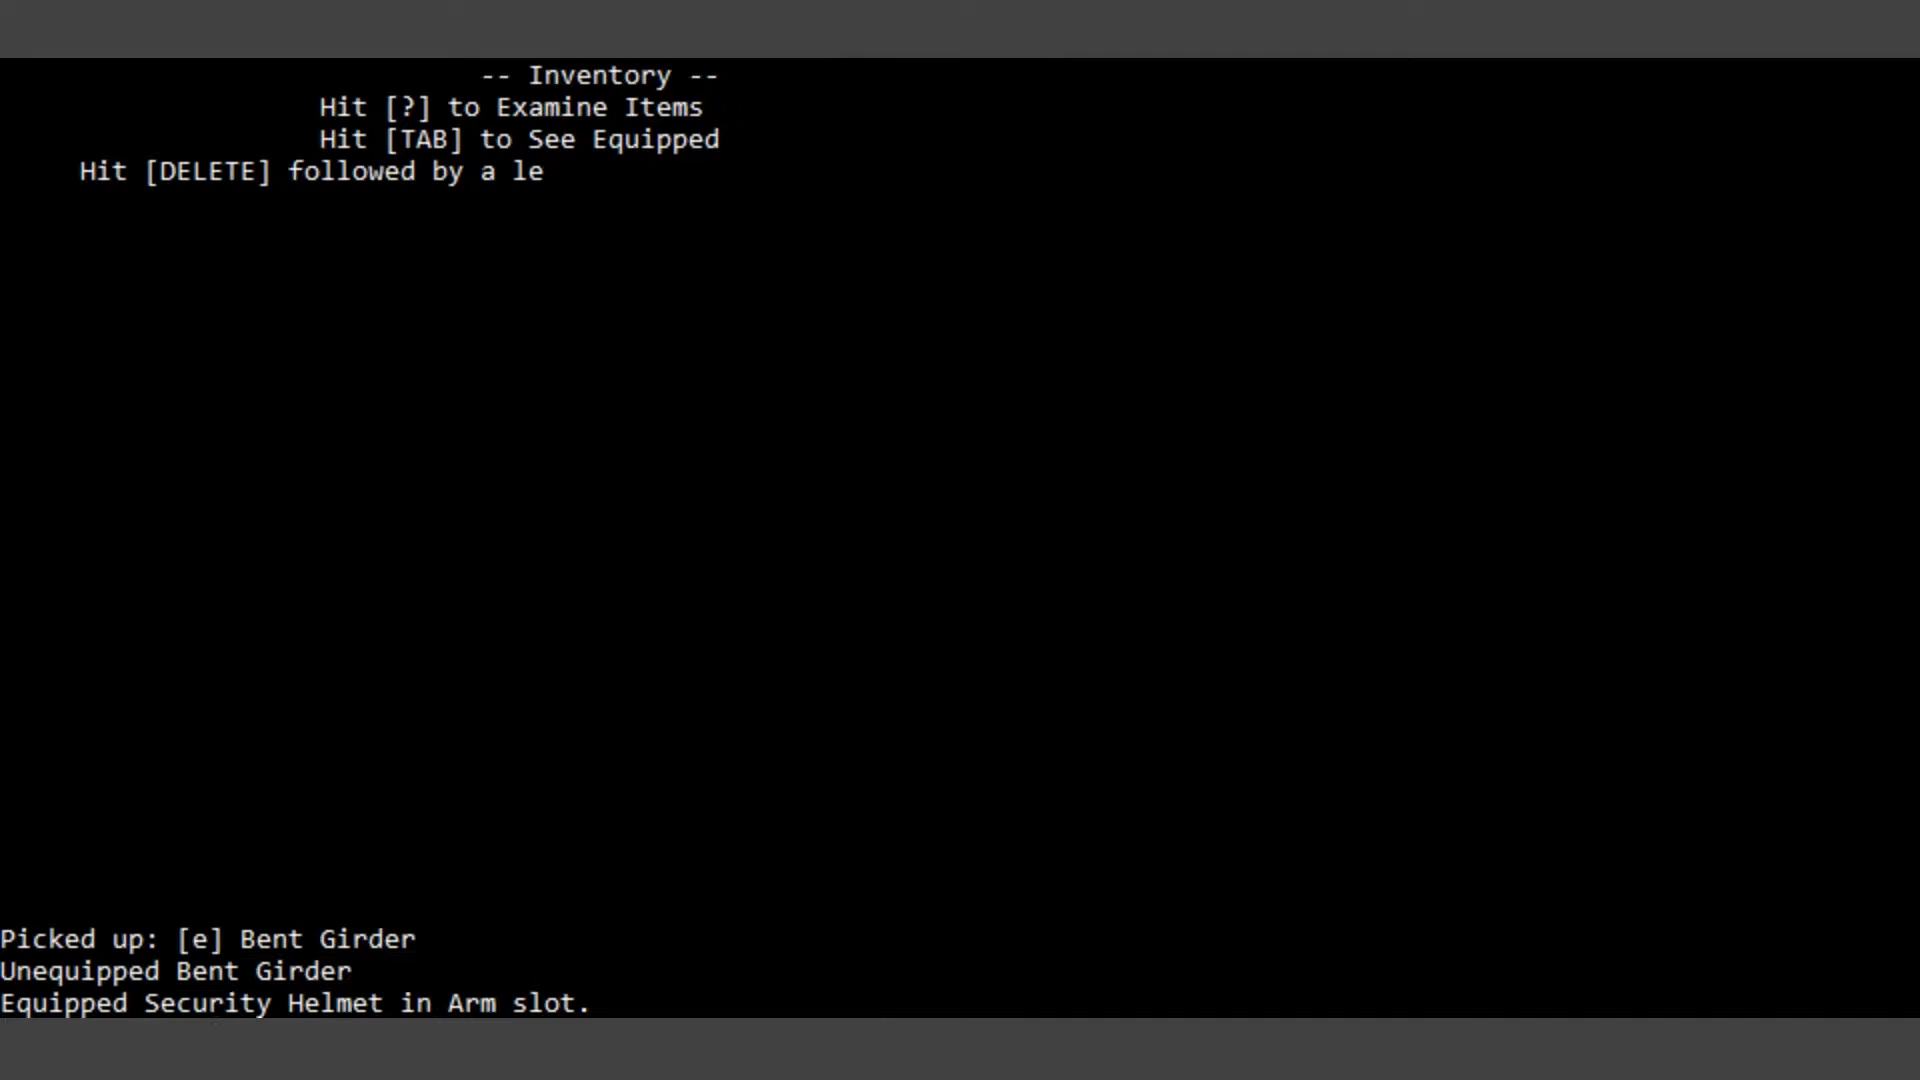 -- Inventory --
Hit [?] to Examine Items
Hit [TAB] to See Equipped
Hit [DELETE] followed by a le
Picked up: [e] Bent Girder
Unequipped Bent Girder
Equipped Security Helmet in Arm slot.